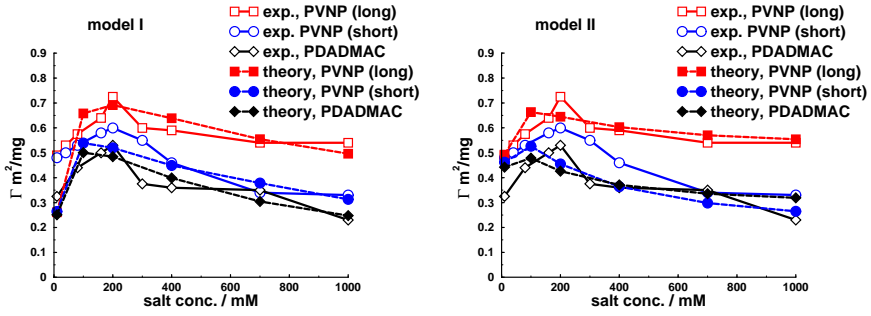 model I
exp., PVNP (long)
exp., PVNP (short)
exp., PDADMAC
theory, PVNP (long)
theory, PVNP (short)
theory, PDADMAC
Γ m²/mg
0.9
0.8
0.7
0.6
0.5
0.4
0.3
0.2
0.1
0
0 200 400 600 800 1000
salt conc. / mM
model II
exp., PVNP (long)
exp., PVNP (short)
exp., PDADMAC
theory, PVNP (long)
theory, PVNP (short)
theory, PDADMAC
Γ m²/mg
0.9
0.8
0.7
0.6
0.5
0.4
0.3
0.2
0.1
0
0 200 400 600 800 1000
salt conc. / mM